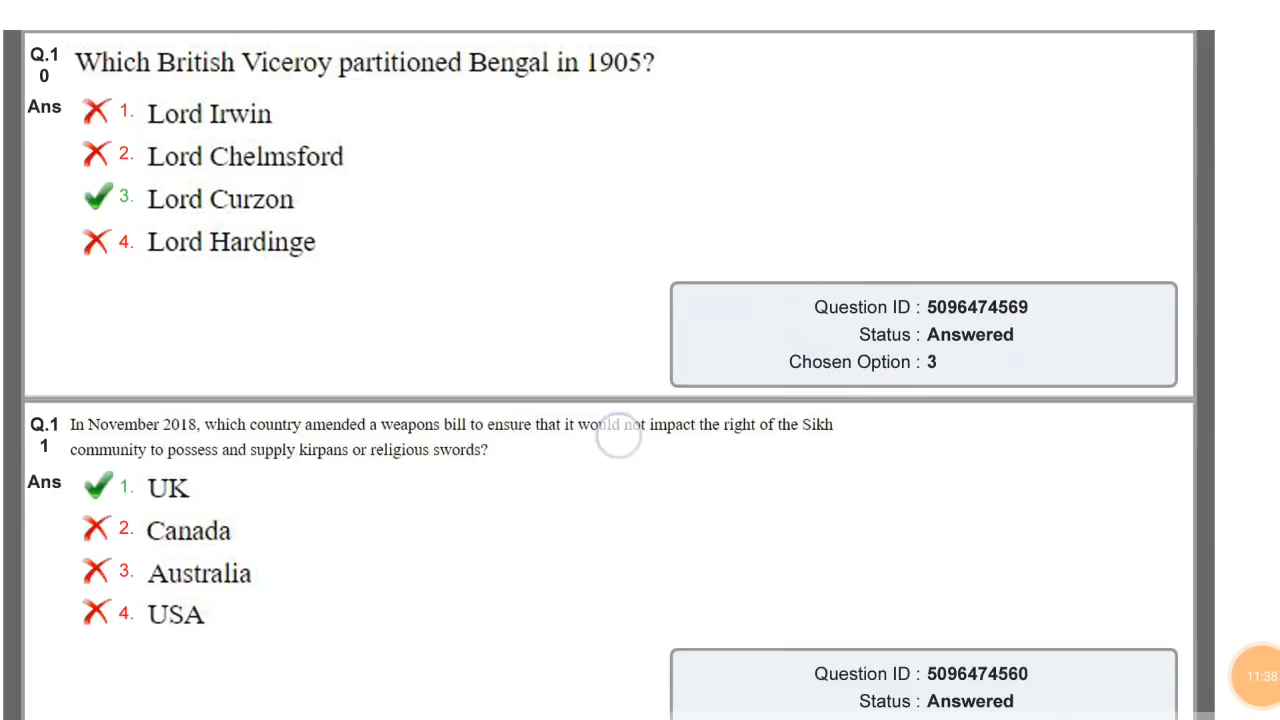 Q.1
0
Which British Viceroy partitioned Bengal in 1905?
Ans
1. Lord Irwin
2. Lord Chelmsford
3. Lord Curzon
4. Lord Hardinge
Question ID : 5096474569
Status : Answered
Chosen Option : 3
Q.1
1
In November 2018, which country amended a weapons bill to ensure that it would not impact the right of the Sikh
community to possess and supply kirpans or religious swords?
Ans
1. UK
2. Canada
3. Australia
4. USA
Question ID : 5096474560
Status : Answered
11:38